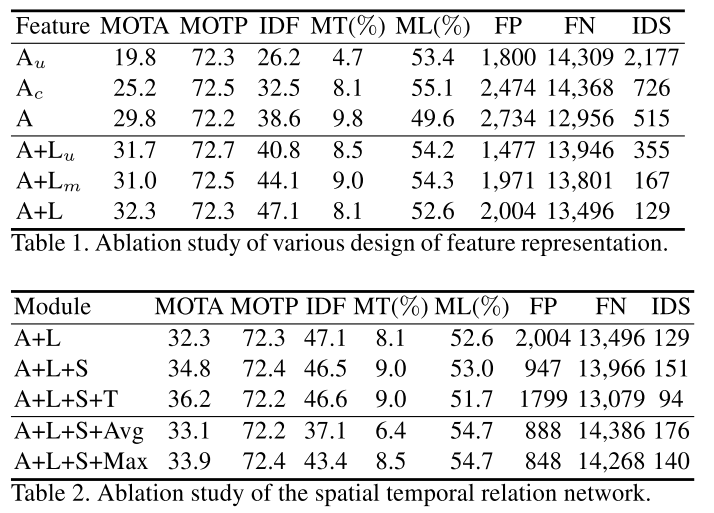 Feature MOTA MOTP IDF MT(%) ML(%) FP FN IDS
A_u 19.8 72.3 26.2 4.7 53.4 1,800 14,309 2,177
A_c 25.2 72.5 32.5 8.1 55.1 2,474 14,368 726
A 29.8 72.2 38.6 9.8 49.6 2,734 12,956 515
A+L_u 31.7 72.7 40.8 8.5 54.2 1,477 13,946 355
A+L_m 31.0 72.5 44.1 9.0 54.3 1,971 13,801 167
A+L 32.3 72.3 47.1 8.1 52.6 2,004 13,496 129
Table 1. Ablation study of various design of feature representation.
Module MOTA MOTP IDF MT(%) ML(%) FP FN IDS
A+L 32.3 72.3 47.1 8.1 52.6 2,004 13,496 129
A+L+S 34.8 72.4 46.5 9.0 53.0 947 13,966 151
A+L+S+T 36.2 72.2 46.6 9.0 51.7 1799 13,079 94
A+L+S+Avg 33.1 72.2 37.1 6.4 54.7 888 14,386 176
A+L+S+Max 33.9 72.4 43.4 8.5 54.7 848 14,268 140
Table 2. Ablation study of the spatial temporal relation network.